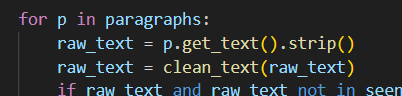 for p in paragraphs:
    raw_text = p.get_text().strip()
    raw_text = clean_text(raw_text)
    if raw_text and raw_text not in seen